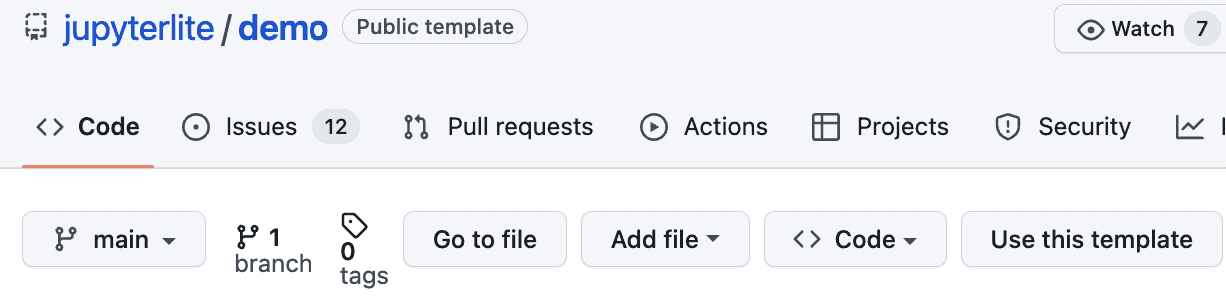 jupyterlite / demo Public template Watch 7
Code Issues 12 Pull requests Actions Projects Security
main 1 branch 0 tags Go to file Add file Code Use this template